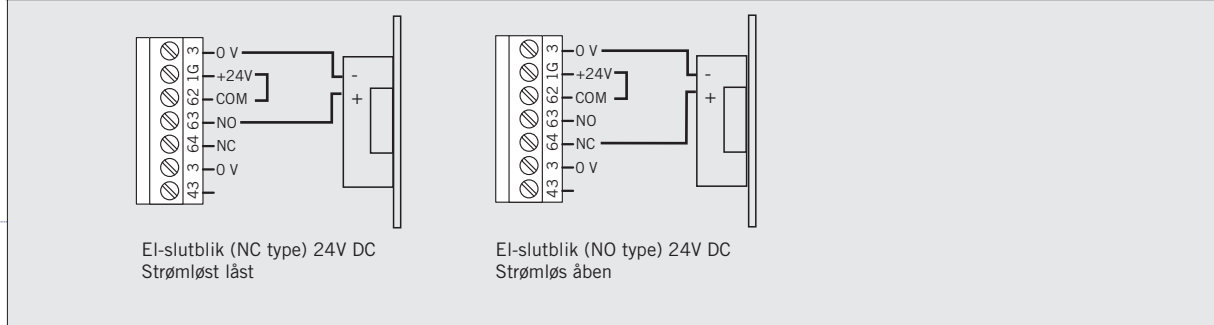 3 0 V
1G +24V
62 COM
63 NO
64 NC
3 0 V
43
-
+
El-slutblik (NC type) 24V DC
Strømløst låst
3 0 V
1G +24V
62 COM
63 NO
64 NC
3 0 V
43
-
+
El-slutblik (NO type) 24V DC
Strømløs åben